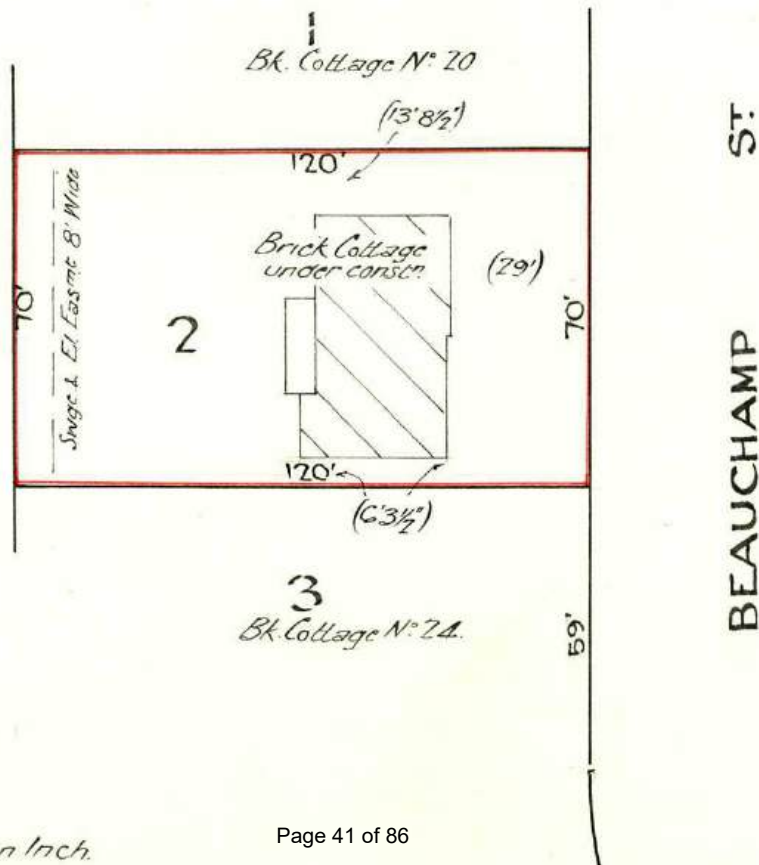 1
Bk. Cottage Nº 20
(13'8½")
120'
ST.
Brick Cottage
under constn.
(29')
70'
2
Swge & El. Easmt 8' Wide
70'
120'
(6'3½")
BEAUCHAMP
3
Bk. Cottage Nº 24.
59'
n Inch.
Page 41 of 86